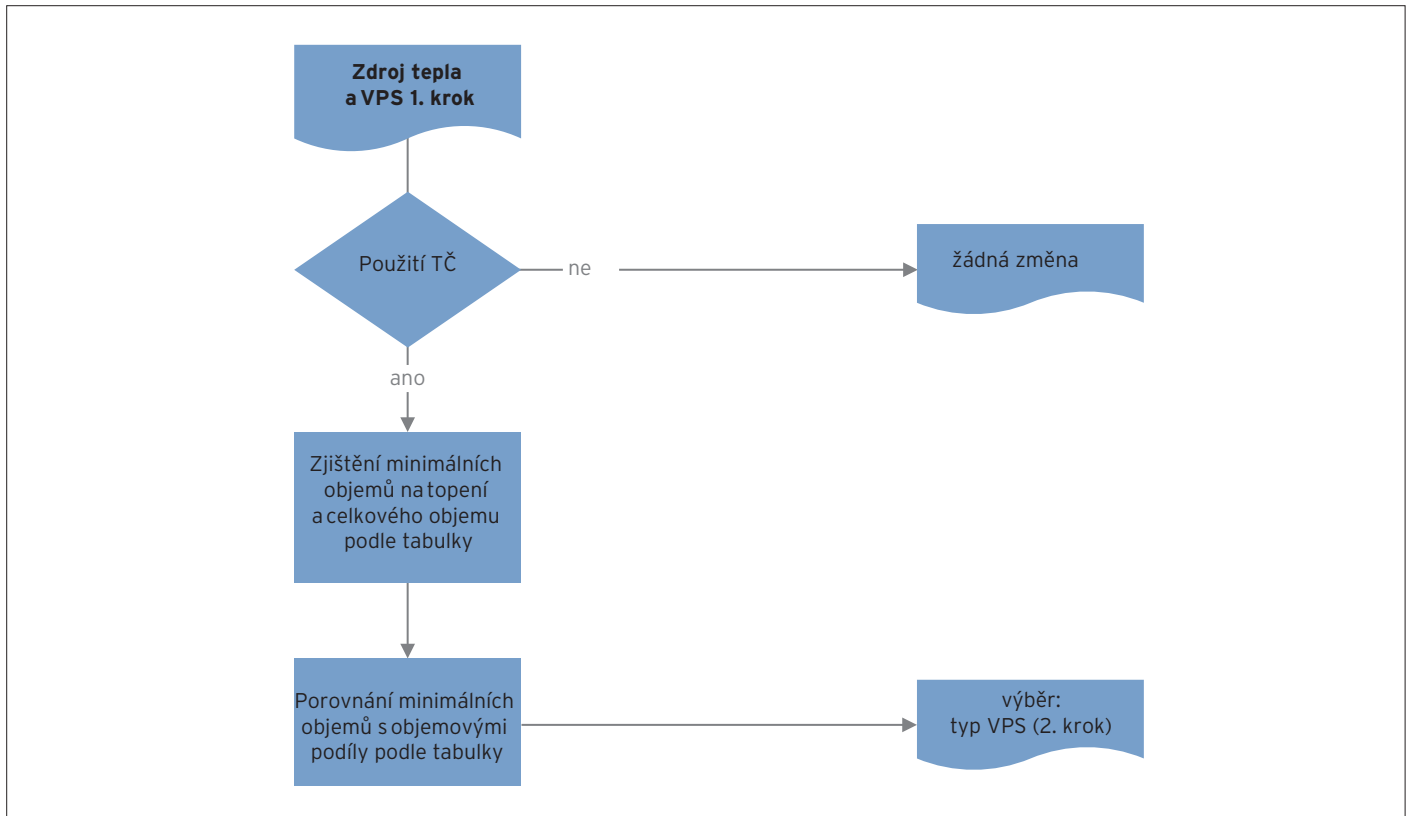 Zdroj tepla
a VPS 1. krok
Použití TČ
ne
žádná změna
ano
Zjištění minimálních
objemů na topení
a celkového objemu
podle tabulky
Porovnání minimálních
objemů s objemovými
podíly podle tabulky
výběr:
typ VPS (2. krok)